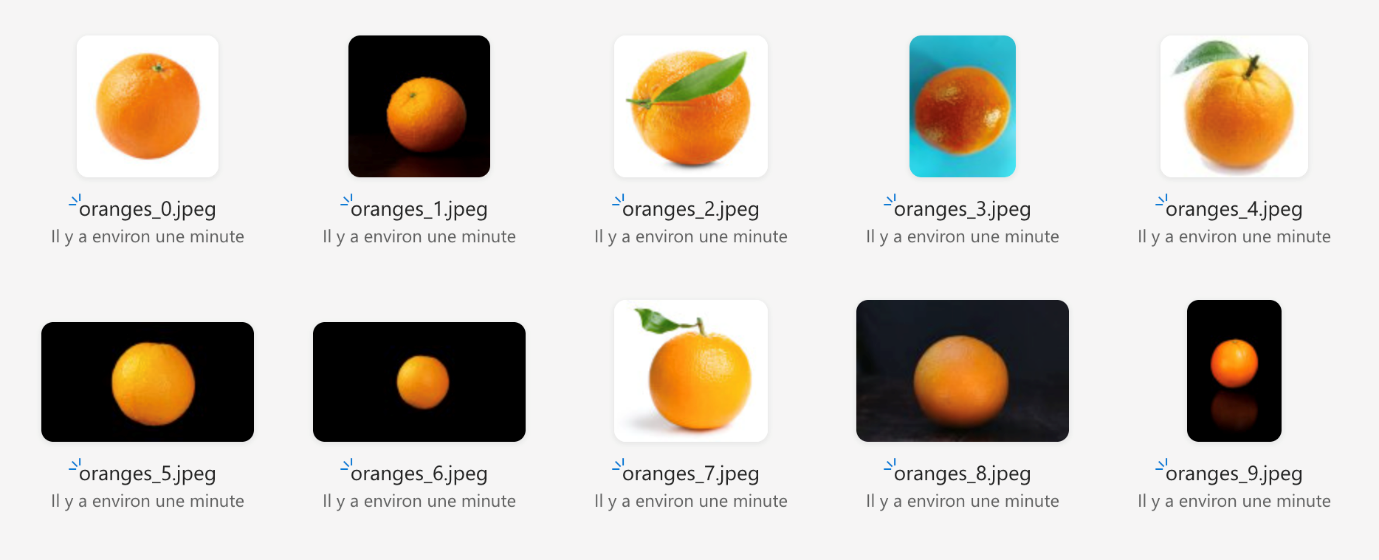 oranges_0.jpeg oranges_1.jpeg oranges_2.jpeg oranges_3.jpeg oranges_4.jpeg
Il y a environ une minute Il y a environ une minute Il y a environ une minute Il y a environ une minute Il y a environ une minute
oranges_5.jpeg oranges_6.jpeg oranges_7.jpeg oranges_8.jpeg oranges_9.jpeg
Il y a environ une minute Il y a environ une minute Il y a environ une minute Il y a environ une minute Il y a environ une minute